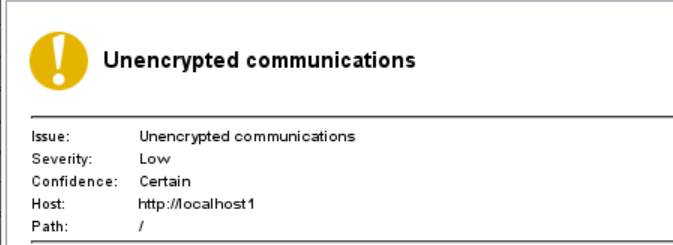 Unencrypted communications
Issue: Unencrypted communications
Severity: Low
Confidence: Certain
Host: http://localhost1
Path: /